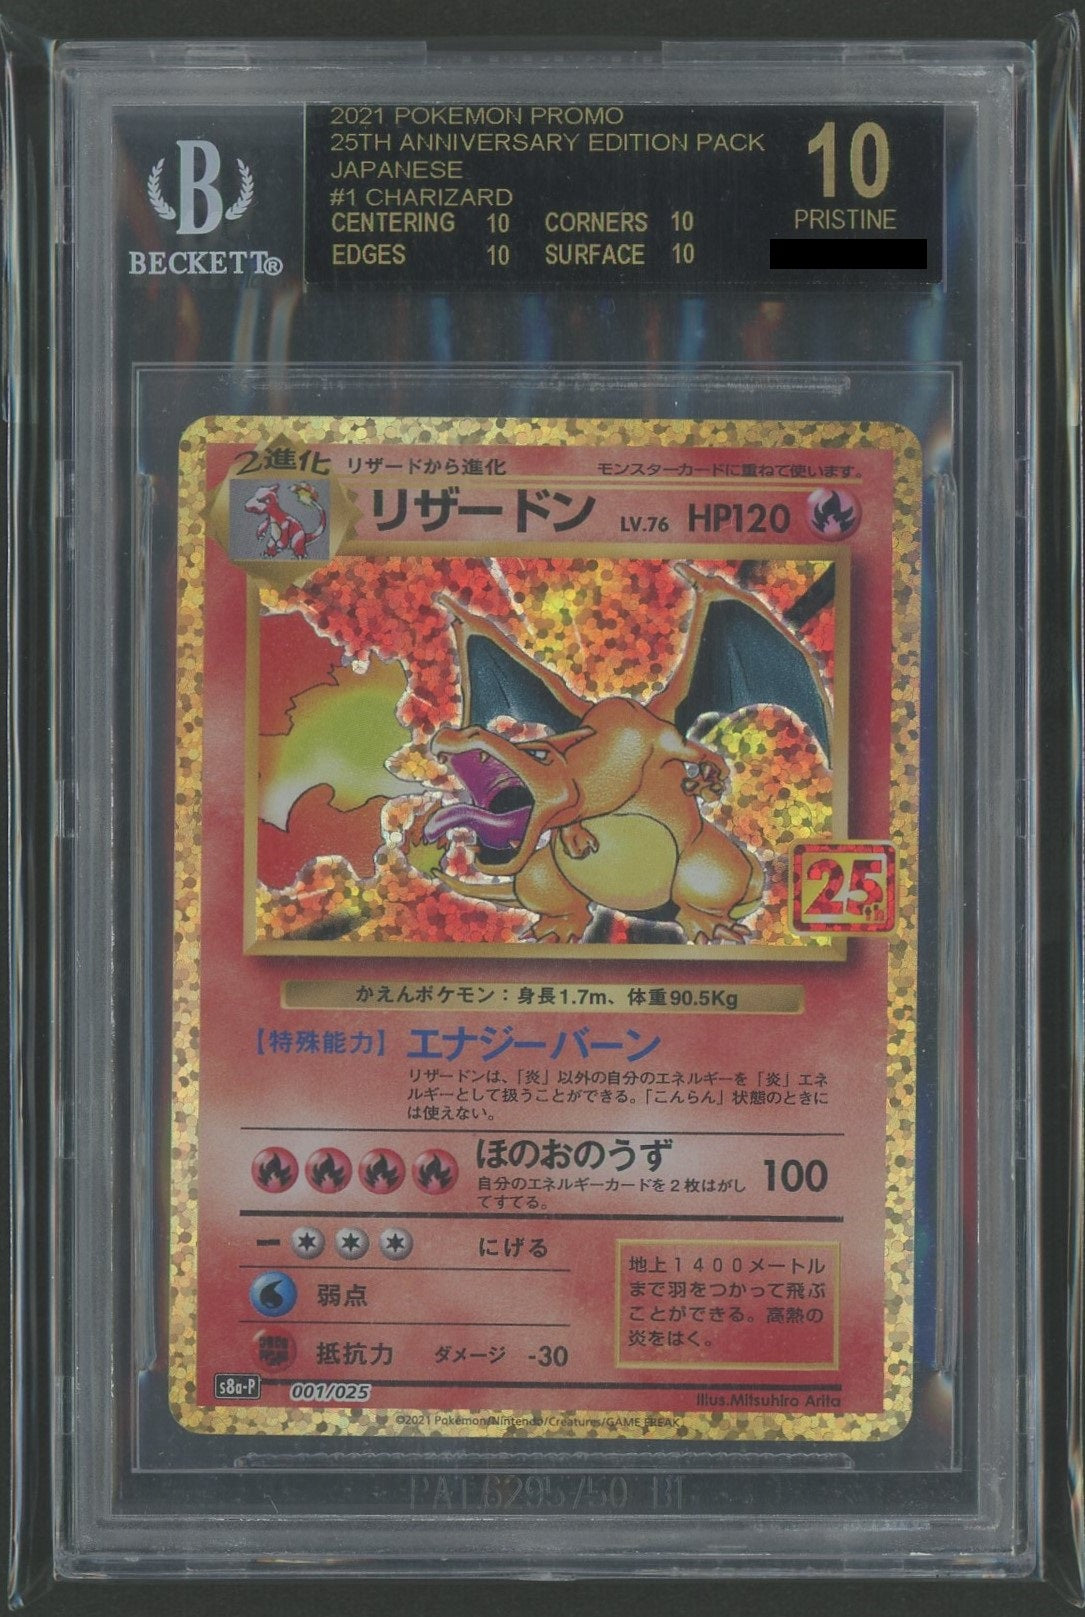 2021 POKEMON PROMO
25TH ANNIVERSARY EDITION PACK
JAPANESE
#1 CHARIZARD
CENTERING 10 CORNERS 10
EDGES 10 SURFACE 10
10
PRISTINE
B
BECKETT®
2進化 リザードから進化 モンスターカードに重ねて使います。
リザードン LV.76 HP120
25th
かえんポケモン:身長1.7m、体重90.5Kg
【特殊能力】 エナジーバーン
リザードンは、「炎」以外の自分のエネルギーを「炎」エネ
ルギーとして扱うことができる。「こんらん」状態のときに
は使えない。
ほのおのうず 100
自分のエネルギーカードを2枚はがし
てすてる。
にげる
弱点
抵抗力 ダメージ -30
地上1400メートル
まで羽をつかって飛ぶ
ことができる。高熱の
炎をはく。
s8a-P 001/025 Illus.Mitsuhiro Arita
©2021 Pokémon/Nintendo/Creatures/GAME FREAK.
PAT.6295750 B1